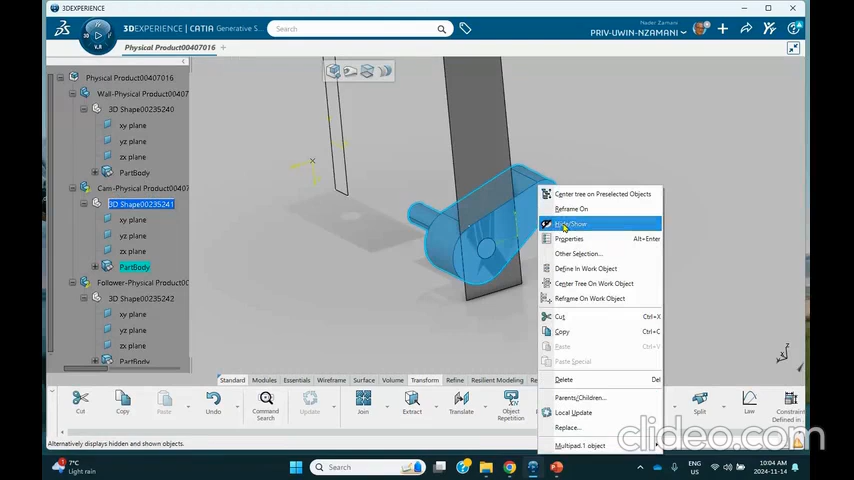 3DEXPERIENCE
3DEXPERIENCE | CATIA Generative S...
Search
Nader Zamani
PRIV-UWIN-NZAMANI
Physical Product00407016
Physical Product00407016
Wall-Physical Product00407
3D Shape00235240
xy plane
yz plane
zx plane
PartBody
Cam-Physical Product0040
3D Shape00235241
xy plane
yz plane
zx plane
PartBody
Follower-Physical Product
3D Shape00235242
xy plane
yz plane
zx plane
PartBody
Center tree on Preselected Objects
Reframe On
Hide/Show
Properties Alt+Enter
Other Selection...
Define In Work Object
Center Tree On Work Object
Reframe On Work Object
Cut Ctrl+X
Copy Ctrl+C
Paste Ctrl+V
Paste Special
Delete Del
Parents/Children...
Local Update
Replace...
Multipad.1 object
Standard Modules Essentials Wireframe Surface Volume Transform Refine Resilient Modeling
Cut Copy Paste Undo Command Search Update Join Extract Translate Object Repetition Split Angle Constraint Defined
Alternately displays hidden and shown objects
clideo.com
7°C
Light rain
Search
ENG
US
10:04 AM
2024-11-14